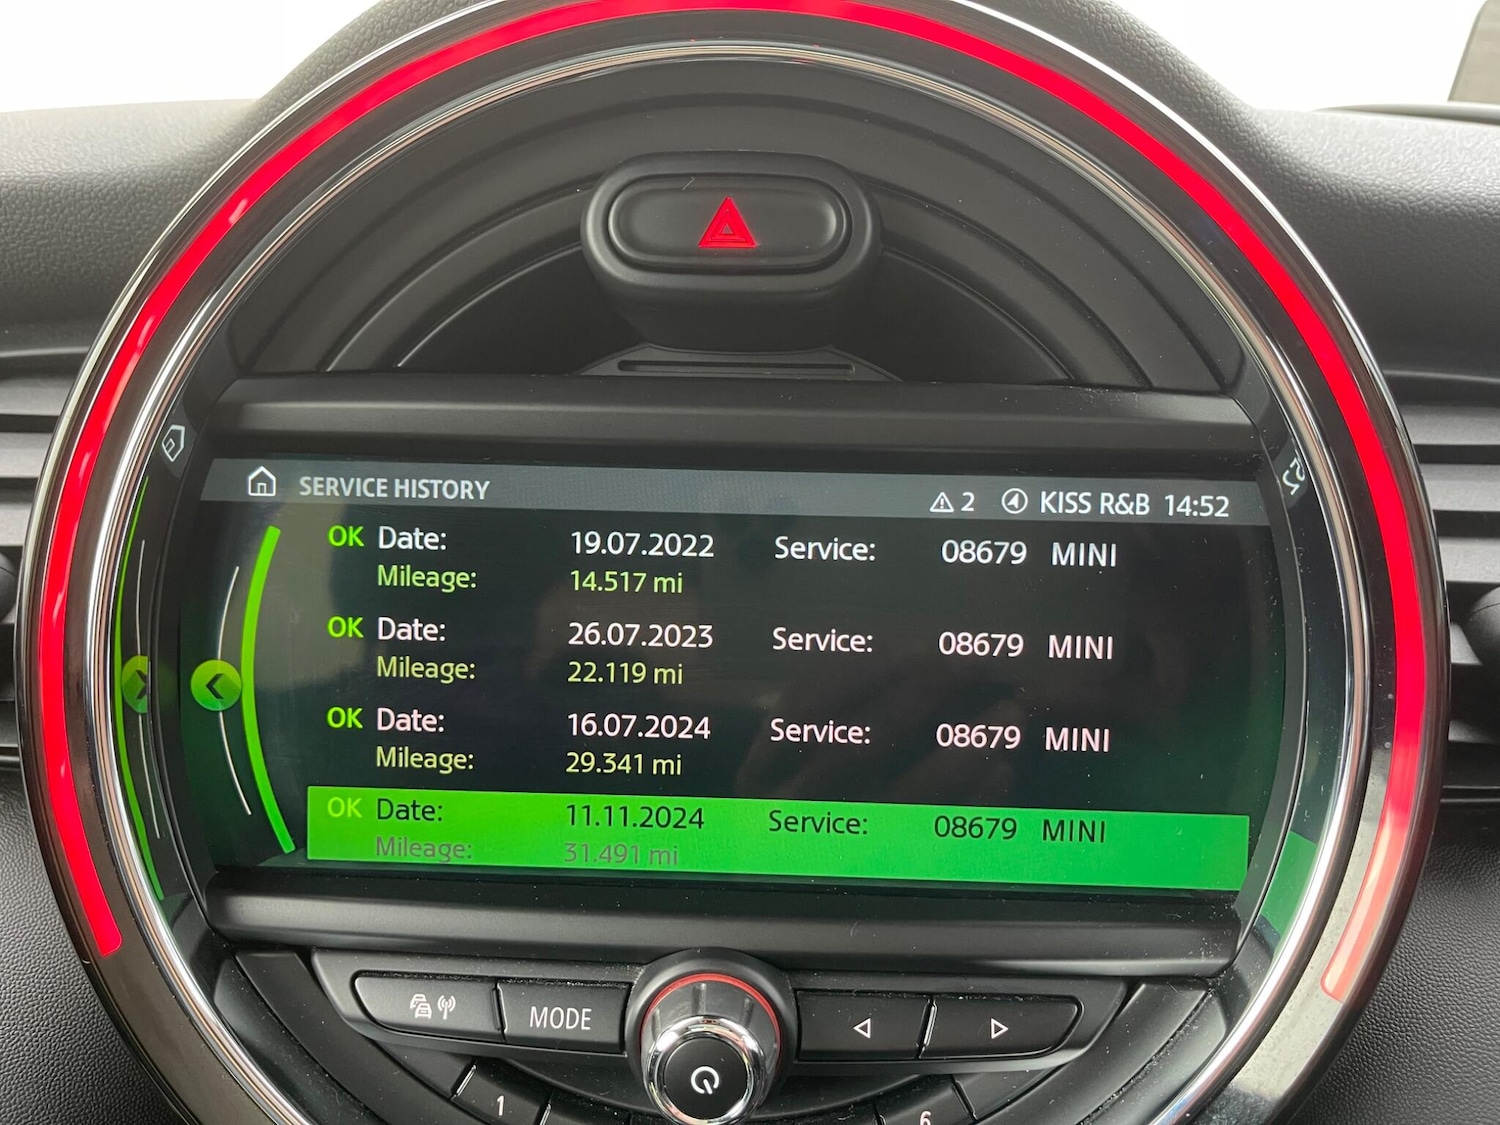 SERVICE HISTORY 2 KISS R&B 14:52
OK Date: 19.07.2022 Service: 08679 MINI
Mileage: 14.517 mi
OK Date: 26.07.2023 Service: 08679 MINI
Mileage: 22.119 mi
OK Date: 16.07.2024 Service: 08679 MINI
Mileage: 29.341 mi
OK Date: 11.11.2024 Service: 08679 MINI
Mileage: 31.491 mi
MODE
1 6